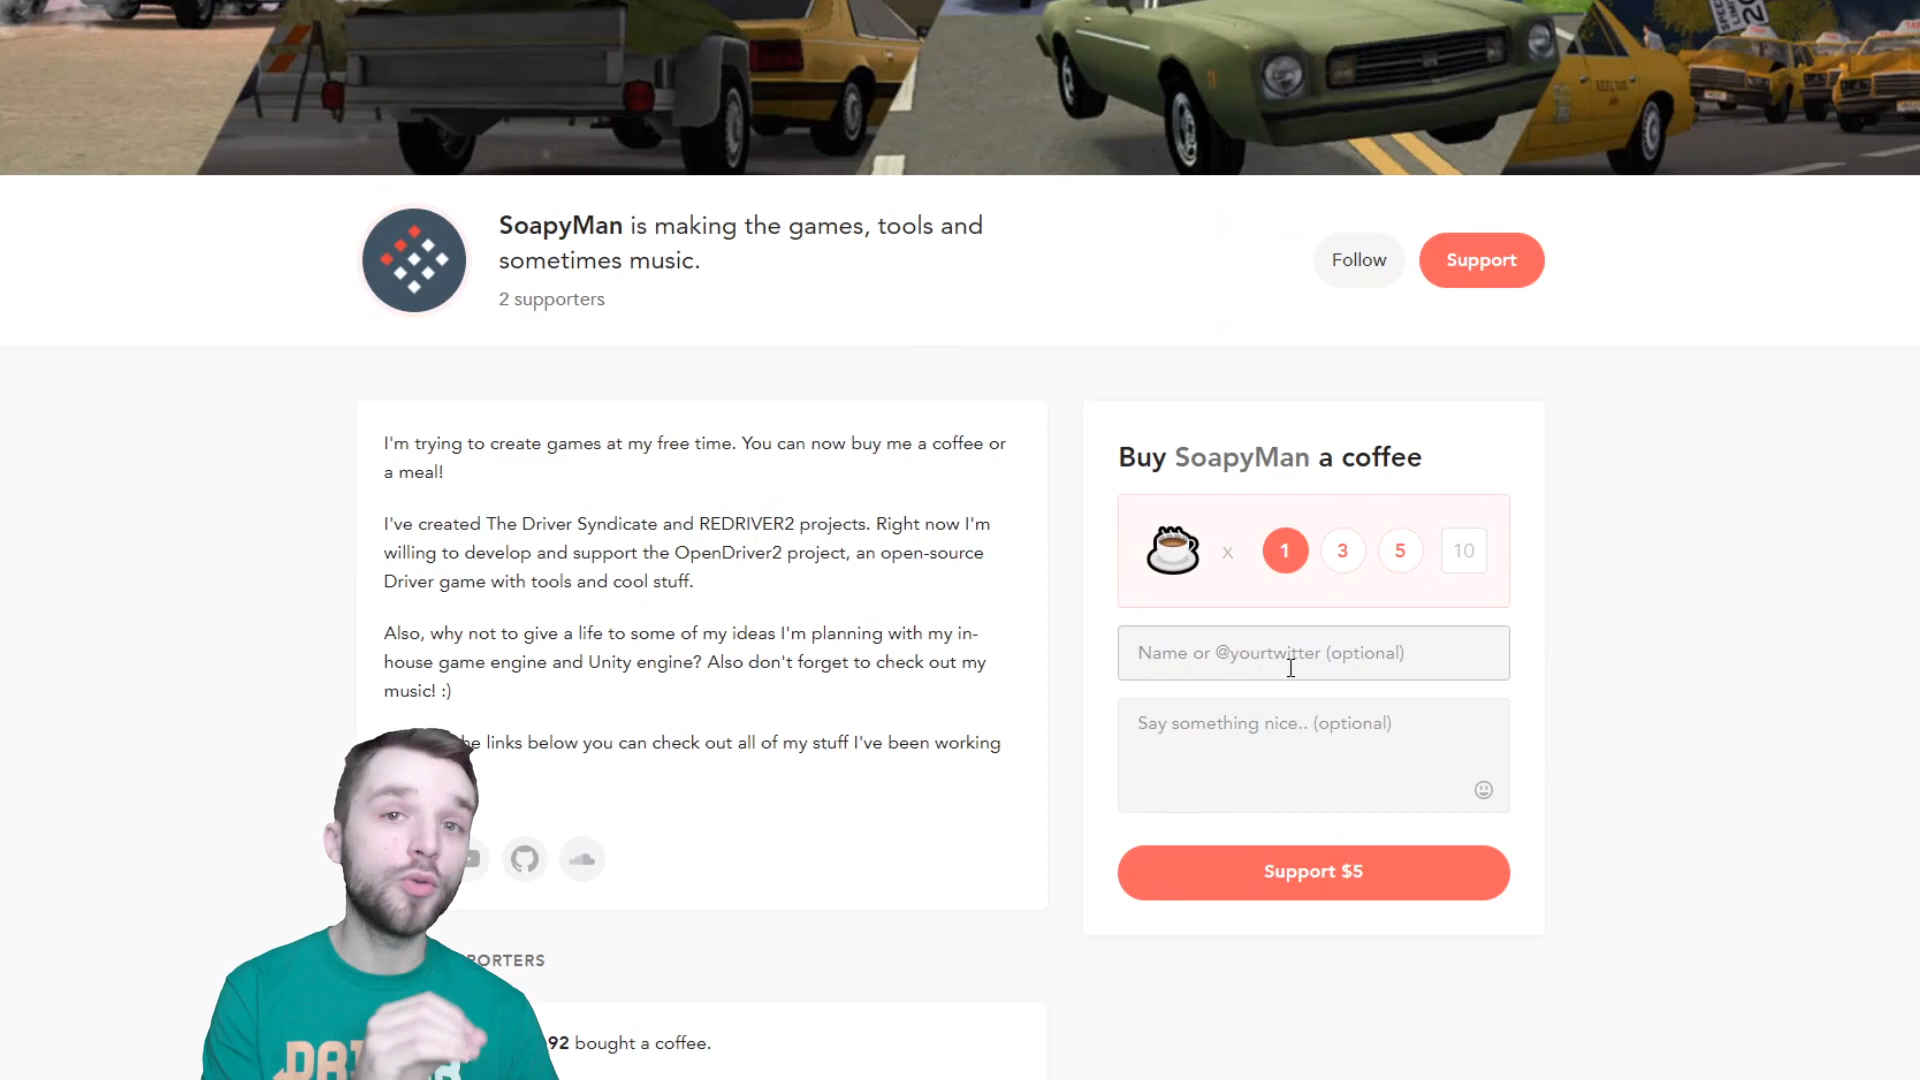 SPEED
LIMIT
20
SoapyMan is making the games, tools and
sometimes music.
2 supporters
Follow
Support
I'm trying to create games at my free time. You can now buy me a coffee or
a meal!
I've created The Driver Syndicate and REDRIVER2 projects. Right now I'm
willing to develop and support the OpenDriver2 project, an open-source
Driver game with tools and cool stuff.
Also, why not to give a life to some of my ideas I'm planning with my in-
house game engine and Unity engine? Also don't forget to check out my
music! :)
links below you can check out all of my stuff I've been working
Buy SoapyMan a coffee
x 1 3 5 10
Name or @yourtwitter (optional)
Say something nice.. (optional)
Support $5
PORTERS
92 bought a coffee.